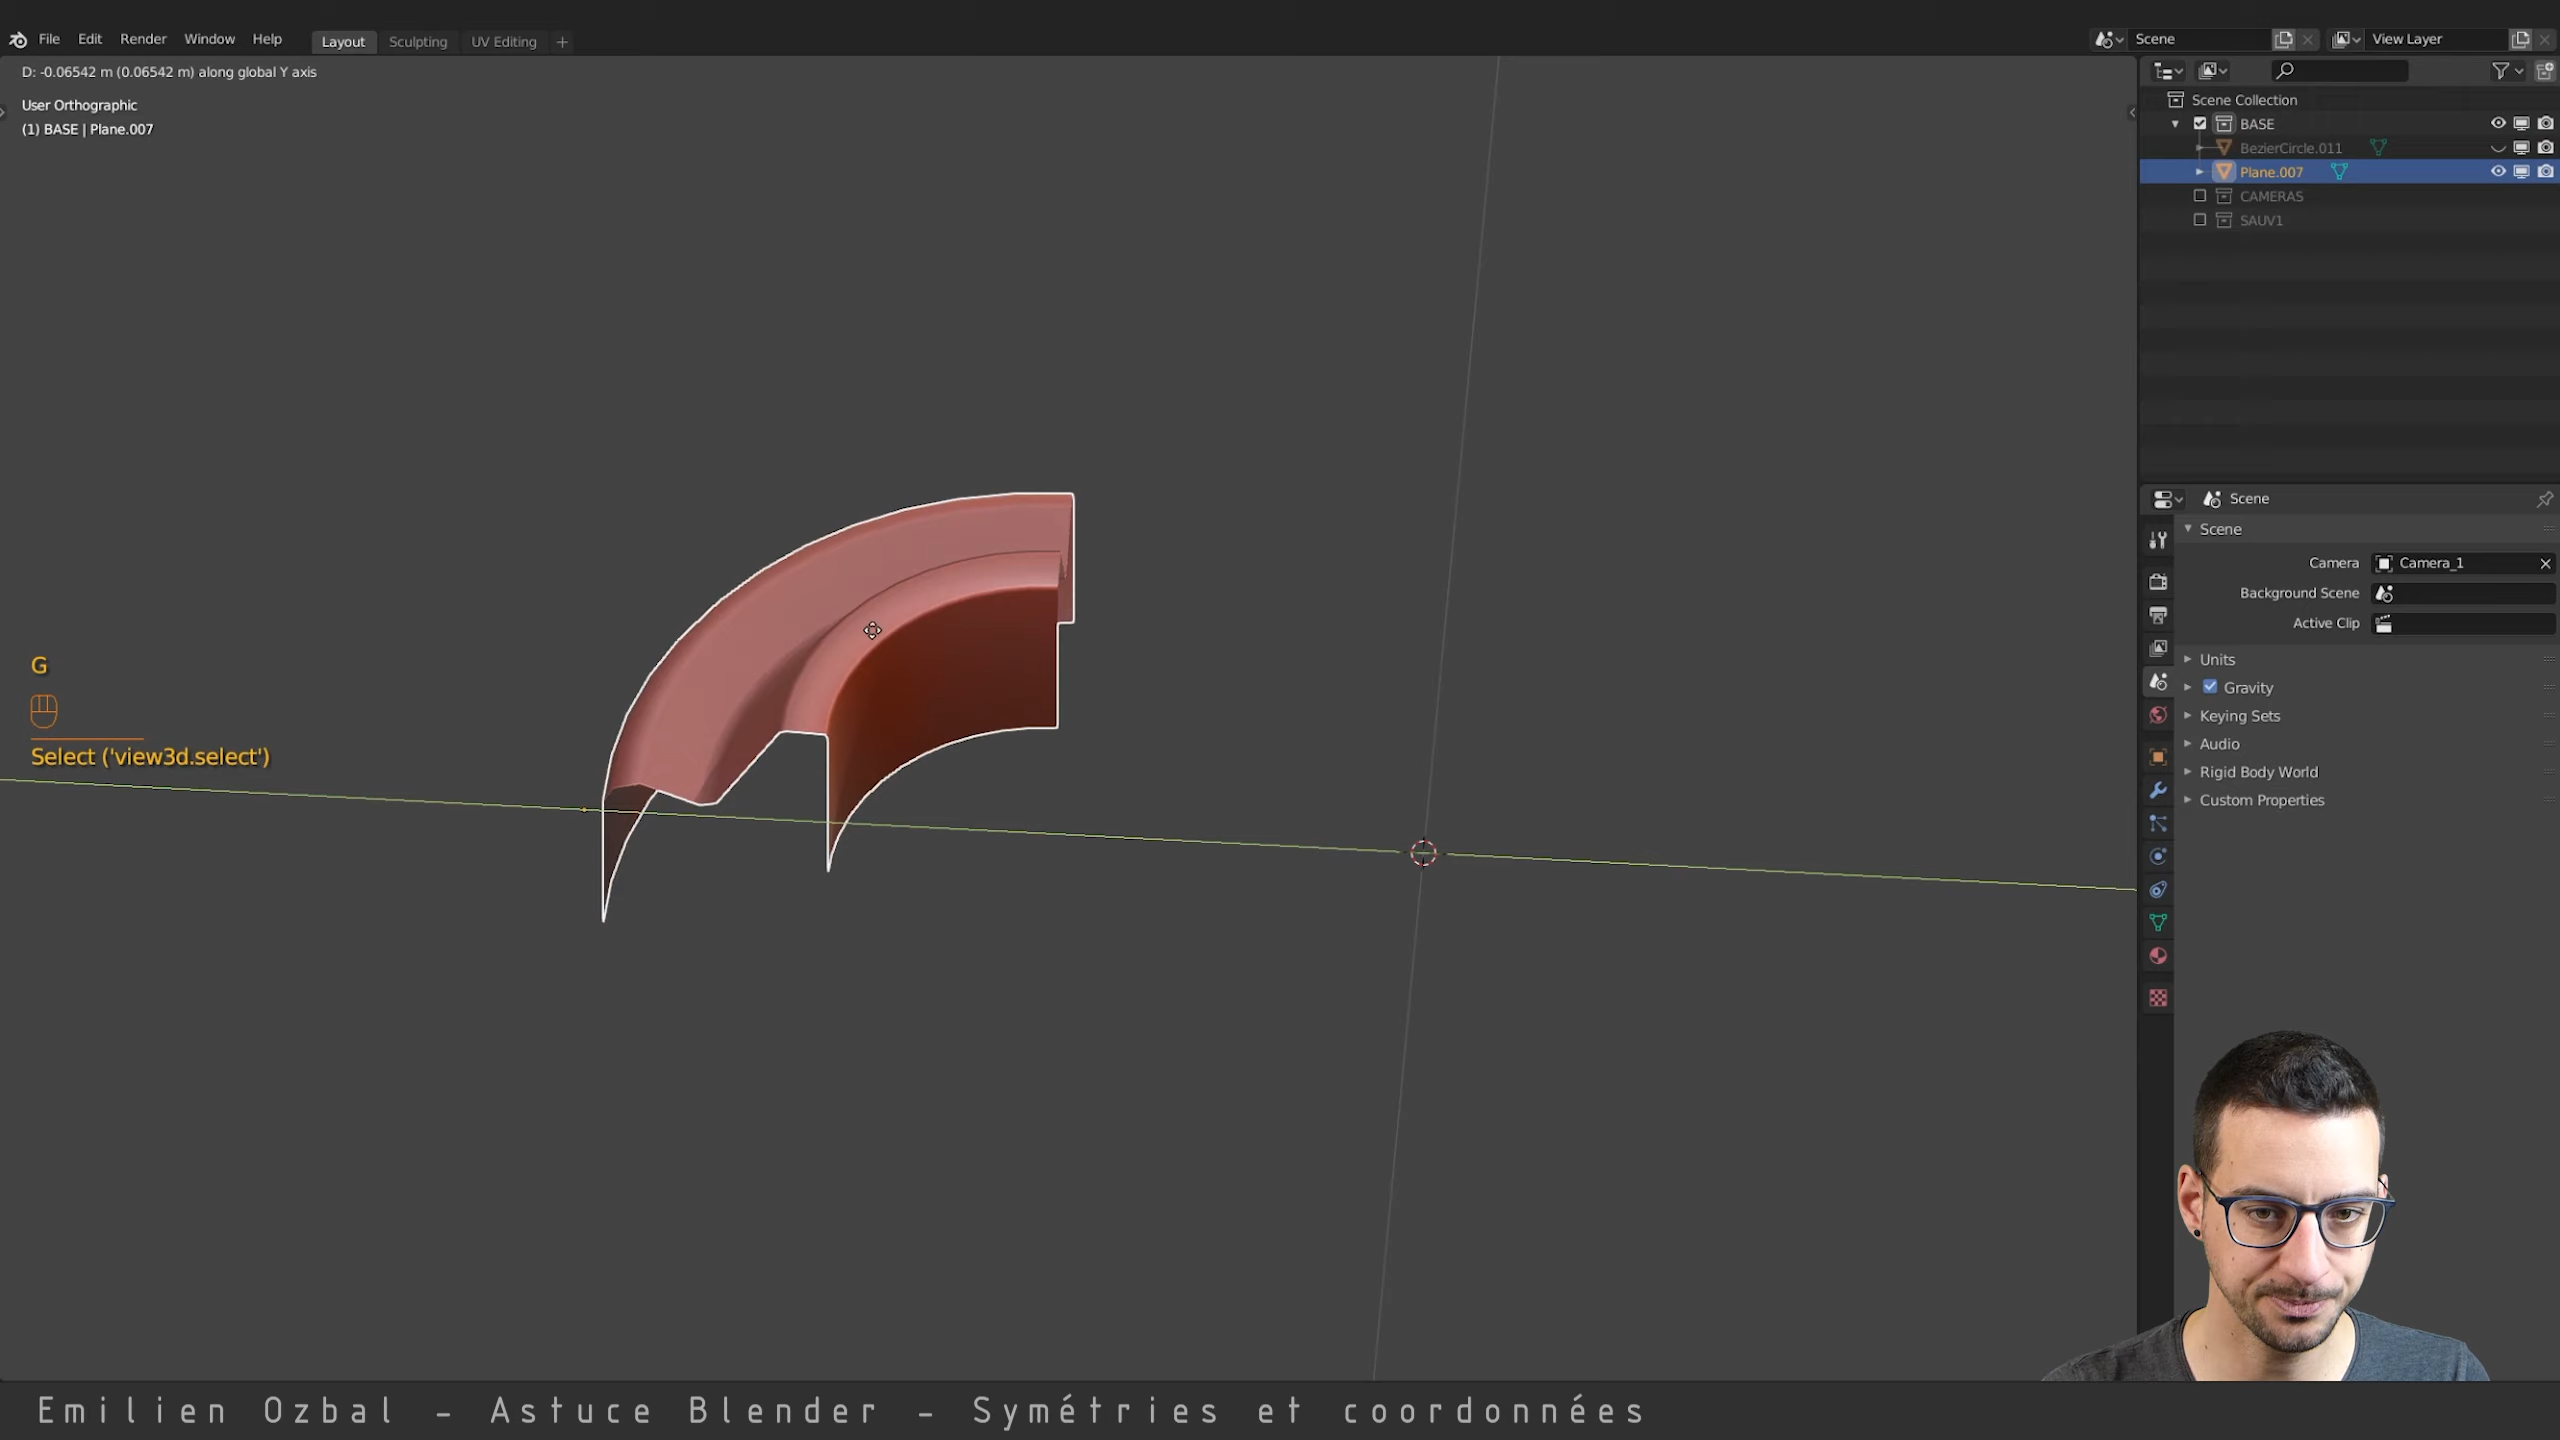 File Edit Render Window Help Layout Sculpting UV Editing +
Scene
View Layer
D: -0.06542 m (0.06542 m) along global Y axis
User Orthographic
(1) BASE | Plane.007
Scene Collection
BASE
BezierCircle.011
Plane.007
CAMERAS
SAUV1
Scene
Scene
Camera Camera_1
Background Scene
Active Clip
Units
Gravity
Keying Sets
Audio
Rigid Body World
Custom Properties
G
Select ('view3d.select')
Emilien Ozbal - Astuce Blender - Symétries et coordonnées